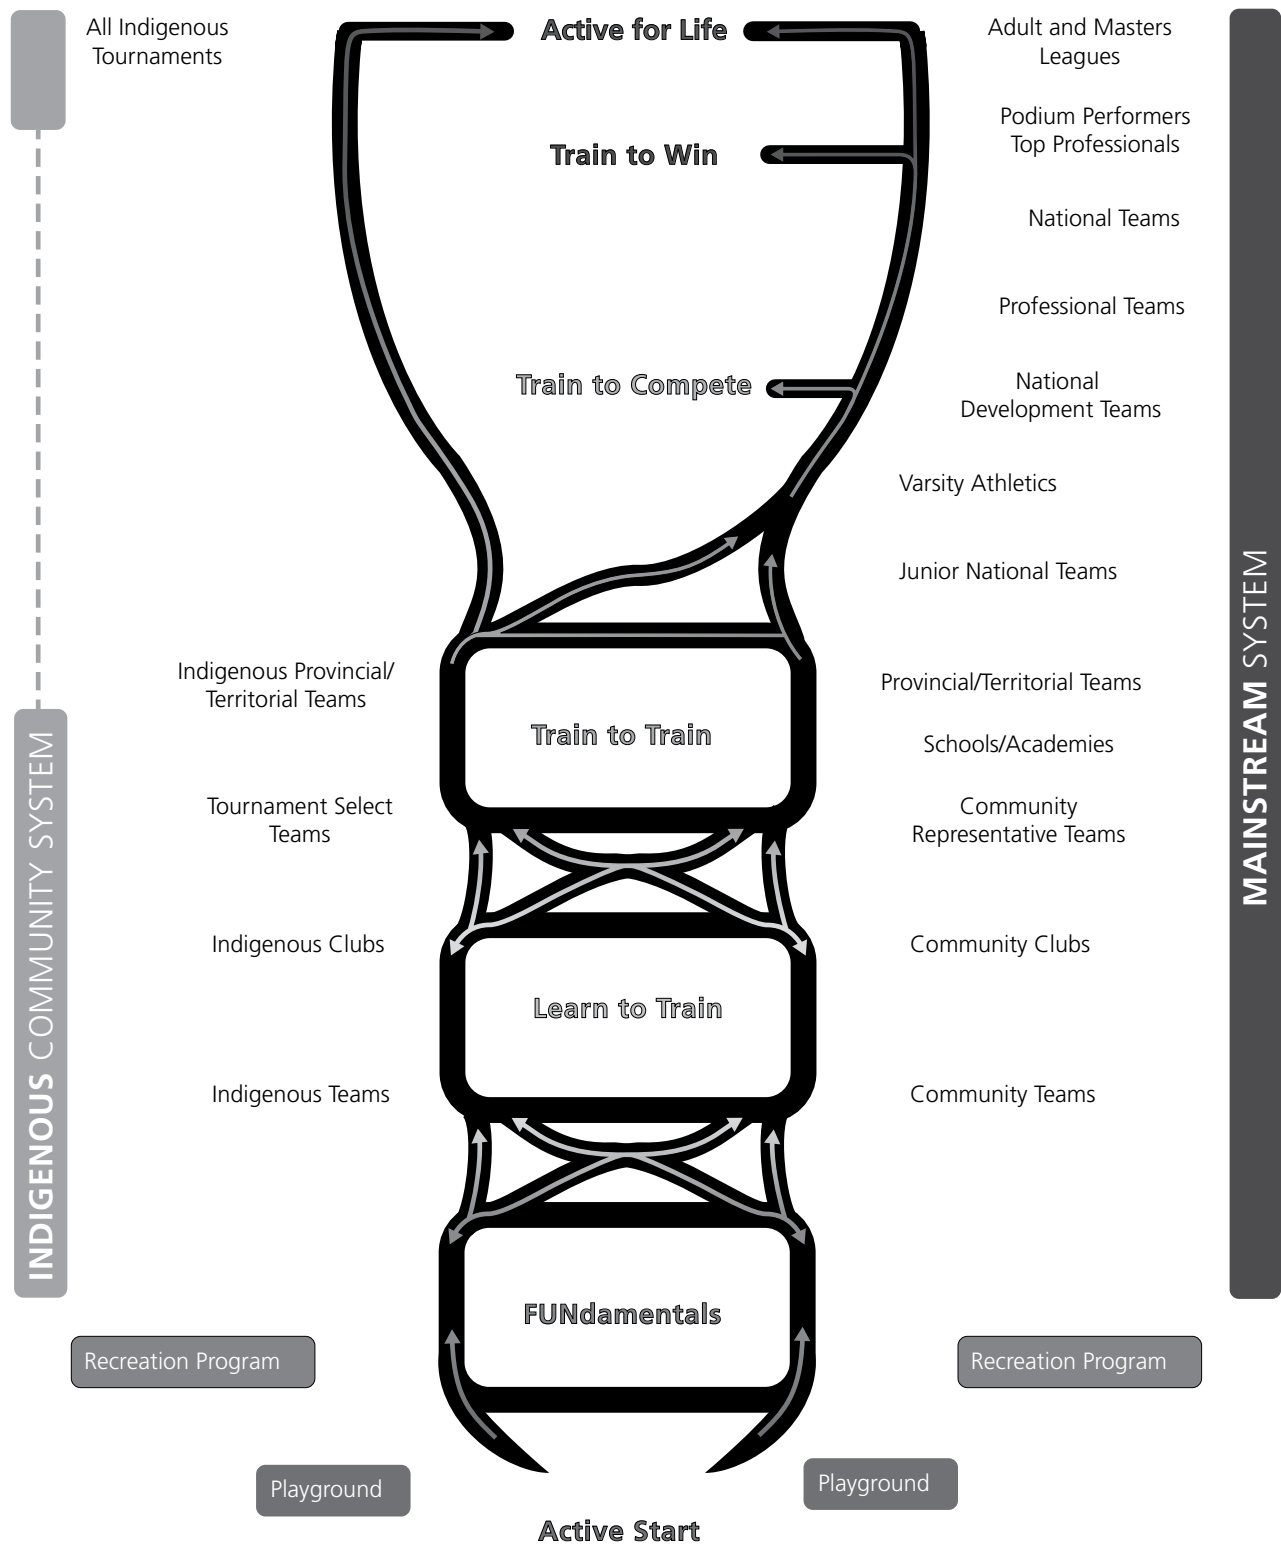 All Indigenous
Tournaments
Active for Life
Adult and Masters
Leagues
Podium Performers
Top Professionals
Train to Win
National Teams
Professional Teams
Train to Compete
National
Development Teams
Varsity Athletics
Junior National Teams
Indigenous Provincial/
Territorial Teams
Provincial/Territorial Teams
Train to Train
Schools/Academies
Tournament Select
Teams
Community
Representative Teams
Indigenous Clubs
Community Clubs
Learn to Train
Indigenous Teams
Community Teams
FUNdamentals
Recreation Program
Recreation Program
Playground
Playground
Active Start
INDIGENOUS COMMUNITY SYSTEM
MAINSTREAM SYSTEM